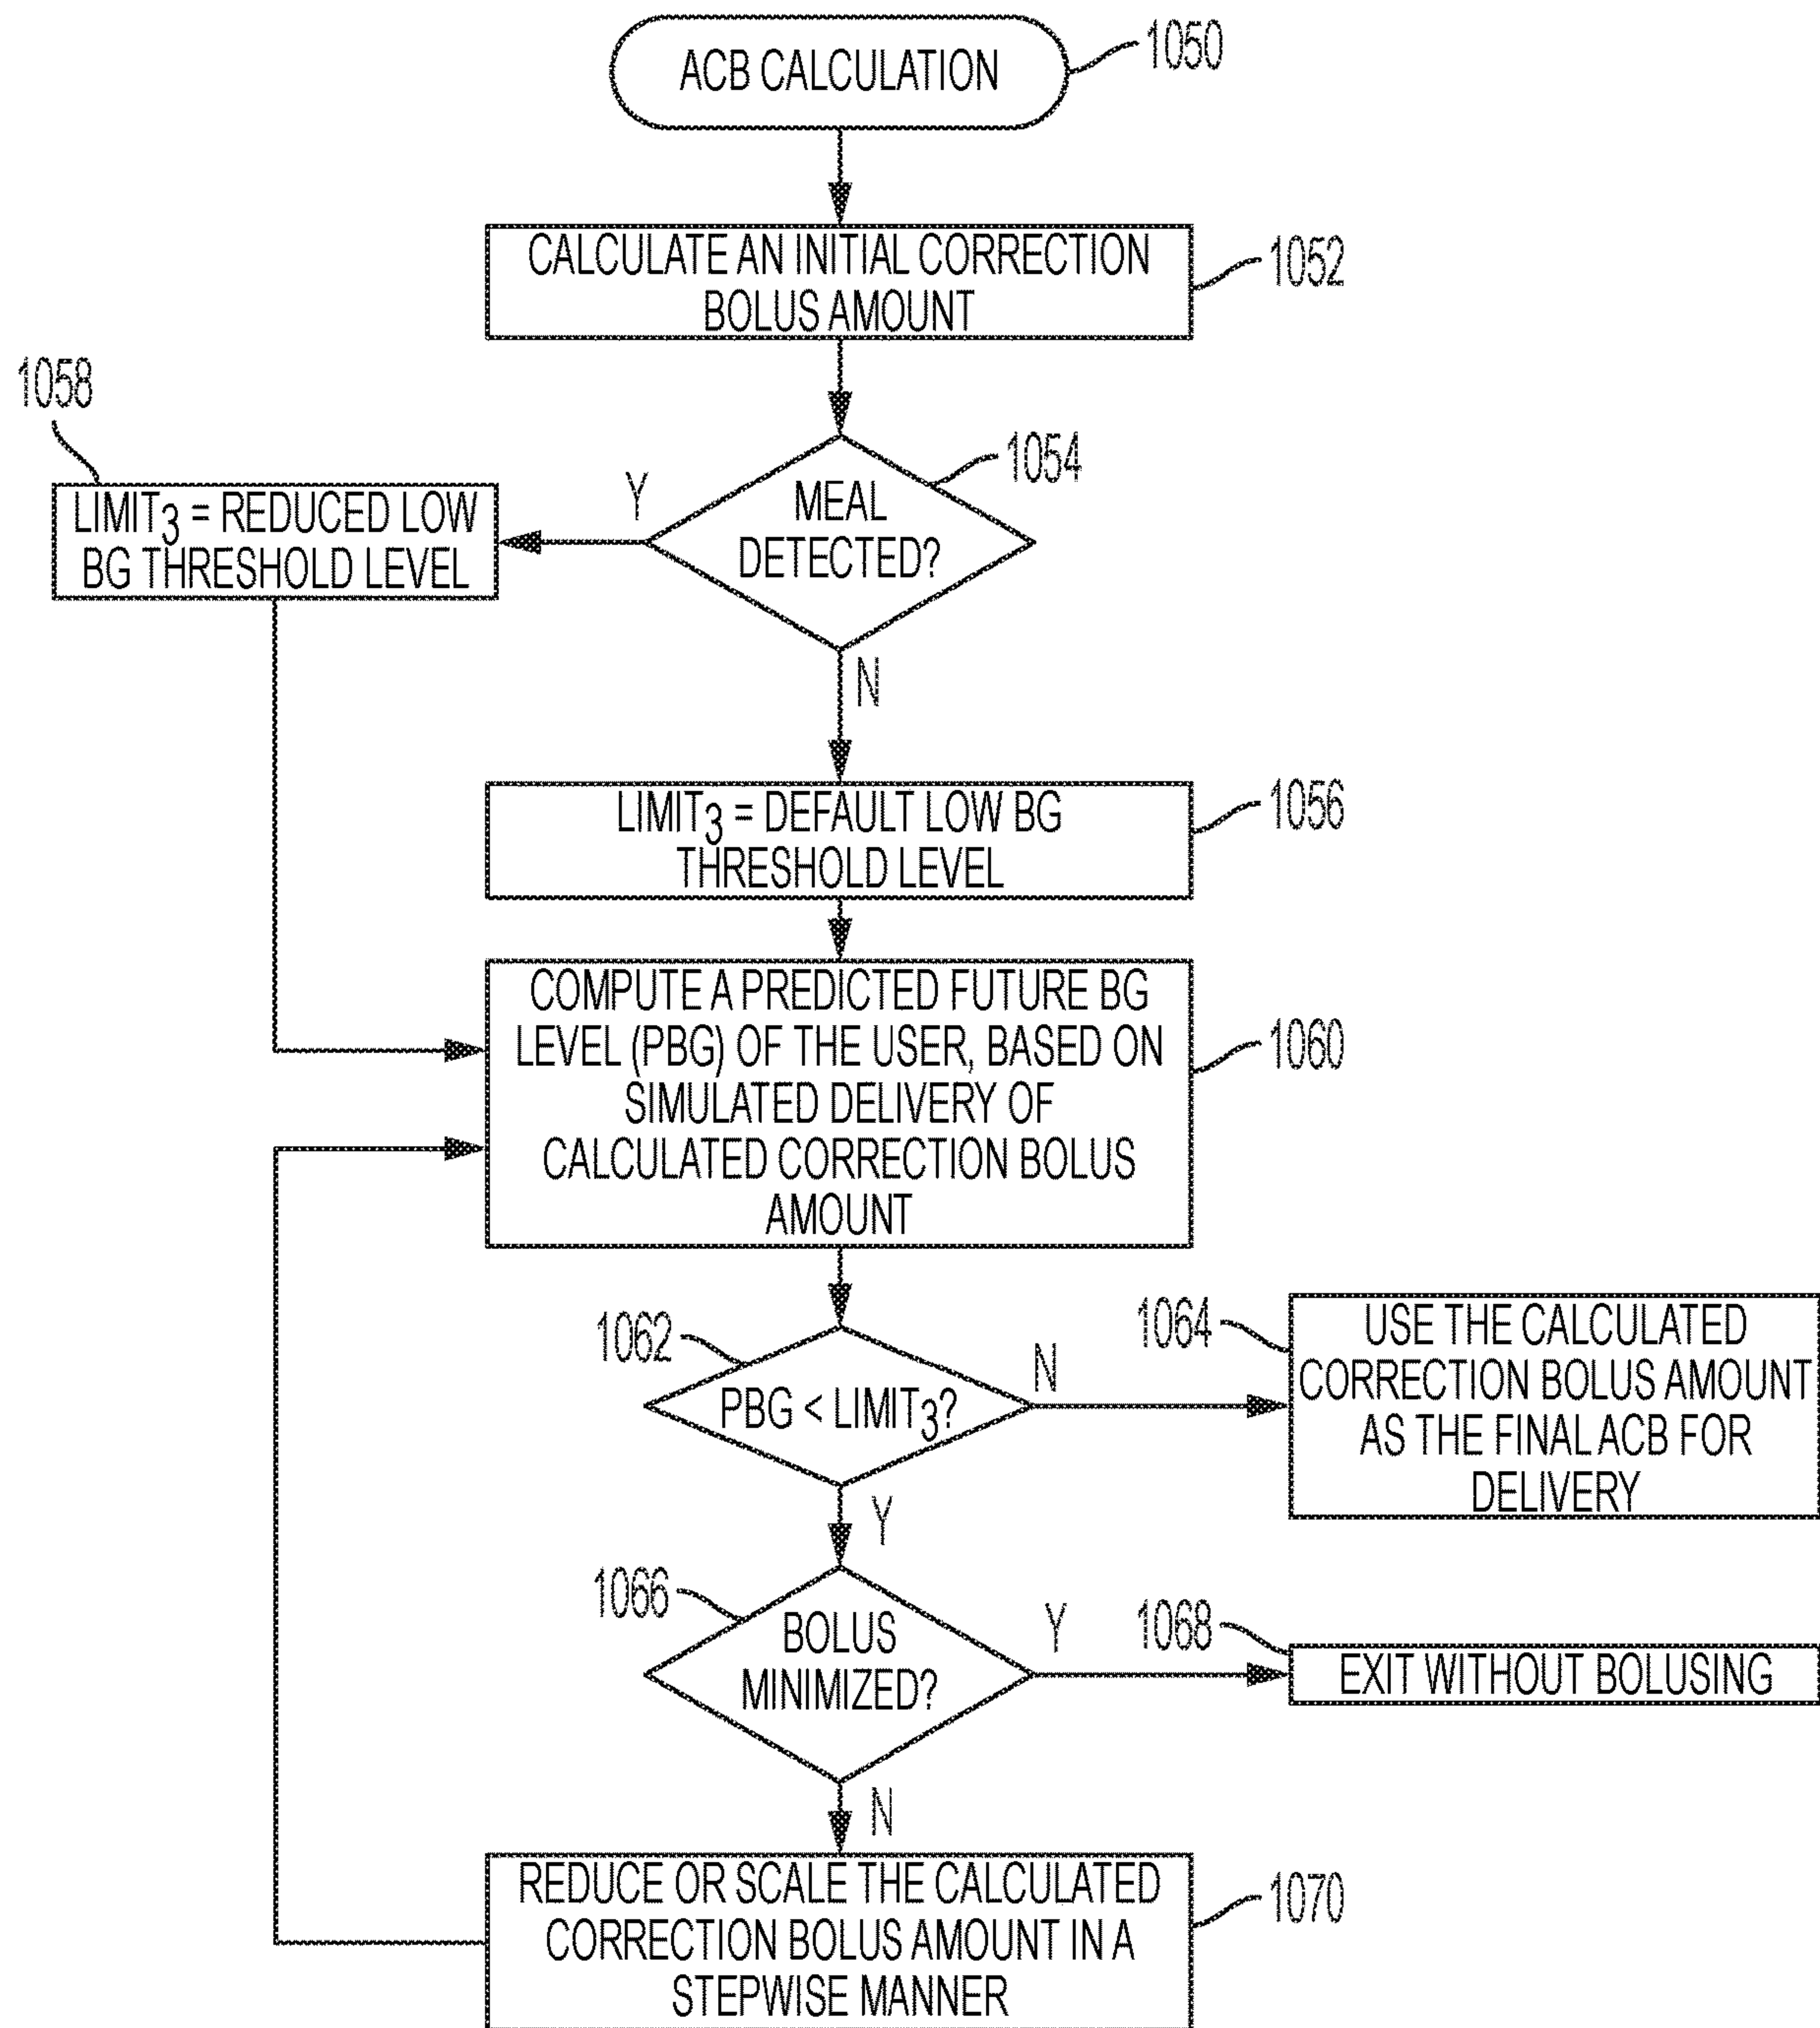 ACB CALCULATION
1050
CALCULATE AN INITIAL CORRECTION
BOLUS AMOUNT
1052
1058
1054
Y
MEAL
DETECTED?
LIMIT3 = REDUCED LOW
BG THRESHOLD LEVEL
N
LIMIT3 = DEFAULT LOW BG
THRESHOLD LEVEL
1056
COMPUTE A PREDICTED FUTURE BG
LEVEL (PBG) OF THE USER, BASED ON
SIMULATED DELIVERY OF
CALCULATED CORRECTION BOLUS
AMOUNT
1060
1062
PBG < LIMIT3?
N
1064
USE THE CALCULATED
CORRECTION BOLUS AMOUNT
AS THE FINAL ACB FOR
DELIVERY
Y
1066
BOLUS
MINIMIZED?
Y
1068
EXIT WITHOUT BOLUSING
N
REDUCE OR SCALE THE CALCULATED
CORRECTION BOLUS AMOUNT IN A
STEPWISE MANNER
1070